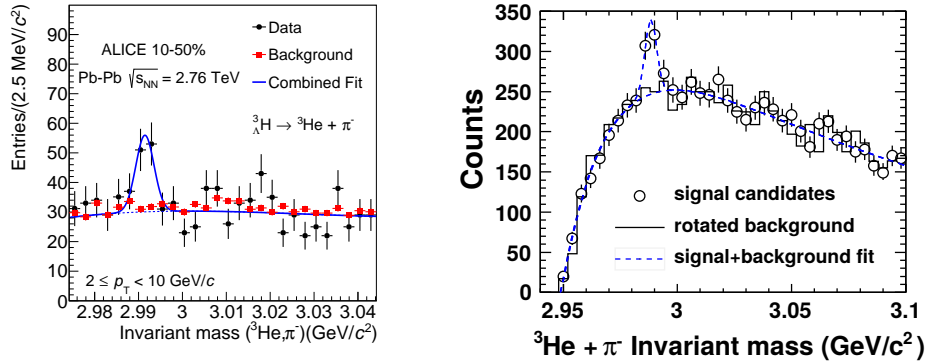 Entries/(2.5 MeV/c²)
100
90
80
70
60
50
40
30
20
10
0
ALICE 10-50%
Pb-Pb √s_NN = 2.76 TeV
Data
Background
Combined Fit
³_ΛH → ³He + π⁻
2 ≤ p_T < 10 GeV/c
2.98 2.99 3 3.01 3.02 3.03 3.04
Invariant mass (³He,π⁻)(GeV/c²)
Counts
350
300
250
200
150
100
50
0
signal candidates
rotated background
signal+background fit
2.95 3 3.05 3.1
³He + π⁻ Invariant mass (GeV/c²)